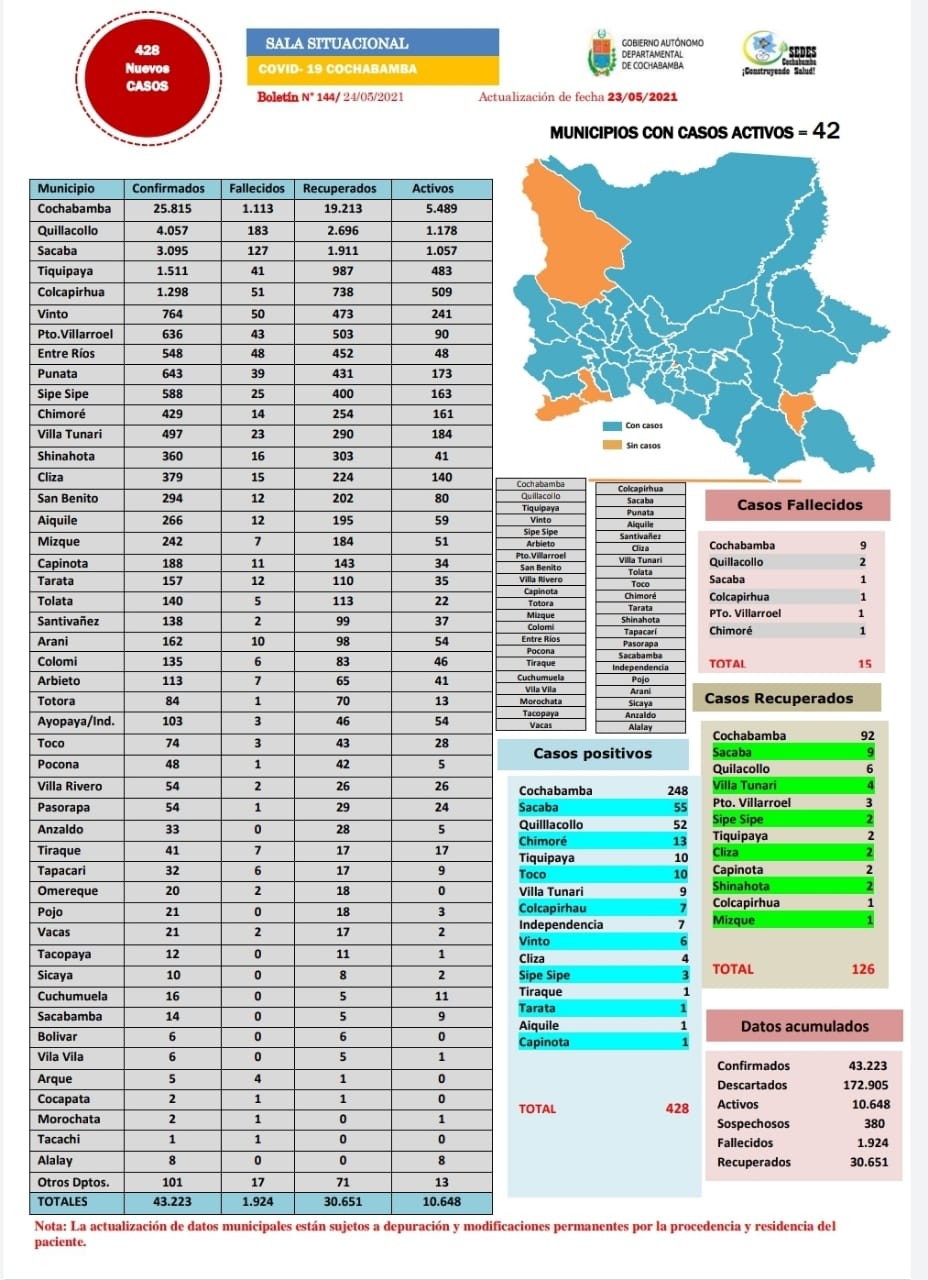 428
Nuevos
CASOS
SALA SITUACIONAL
COVID- 19 COCHABAMBA
Boletín N° 144/ 24/05/2021
Actualización de fecha 23/05/2021
GOBIERNO AUTÓNOMO
DEPARTAMENTAL
DE COCHABAMBA
SEDES
Cochabamba
¡Construyendo Salud!
MUNICIPIOS CON CASOS ACTIVOS = 42
Municipio Confirmados Fallecidos Recuperados Activos
Cochabamba 25.815 1.113 19.213 5.489
Quillacollo 4.057 183 2.696 1.178
Sacaba 3.095 127 1.911 1.057
Tiquipaya 1.511 41 987 483
Colcapirhua 1.298 51 738 509
Vinto 764 50 473 241
Pto.Villarroel 636 43 503 90
Entre Ríos 548 48 452 48
Punata 643 39 431 173
Sipe Sipe 588 25 400 163
Chimoré 429 14 254 161
Villa Tunari 497 23 290 184
Shinahota 360 16 303 41
Cliza 379 15 224 140
San Benito 294 12 202 80
Aiquile 266 12 195 59
Mizque 242 7 184 51
Capinota 188 11 143 34
Tarata 157 12 110 35
Tolata 140 5 113 22
Santivañez 138 2 99 37
Arani 162 10 98 54
Colomi 135 6 83 46
Arbieto 113 7 65 41
Totora 84 1 70 13
Ayopaya/Ind. 103 3 46 54
Toco 74 3 43 28
Pocona 48 1 42 5
Villa Rivero 54 2 26 26
Pasorapa 54 1 29 24
Anzaldo 33 0 28 5
Tiraque 41 7 17 17
Tapacari 32 6 17 9
Omereque 20 2 18 0
Pojo 21 0 18 3
Vacas 21 2 17 2
Tacopaya 12 0 11 1
Sicaya 10 0 8 2
Cuchumuela 16 0 5 11
Sacabamba 14 0 5 9
Bolivar 6 0 6 0
Vila Vila 6 0 5 1
Arque 5 4 1 0
Cocapata 2 1 1 0
Morochata 2 1 0 1
Tacachi 1 1 0 0
Alalay 8 0 0 8
Otros Dptos. 101 17 71 13
TOTALES 43.223 1.924 30.651 10.648
Con casos
Sin casos
Cochabamba
Quillacollo
Tiquipaya
Vinto
Sipe Sipe
Arbieto
Pto.Villarroel
San Benito
Villa Rivero
Capinota
Totora
Mizque
Colomi
Entre Ríos
Pocona
Tiraque
Cuchumuela
Vila Vila
Morochata
Tacopaya
Vacas
Colcapirhua
Sacaba
Punata
Aiquile
Santivañez
Cliza
Villa Tunari
Tolata
Toco
Chimoré
Tarata
Shinahota
Tapacarí
Pasorapa
Sacabamba
Independencia
Pojo
Arani
Sicaya
Anzaldo
Alalay
Casos positivos
Cochabamba 248
Sacaba 55
Quilllacollo 52
Chimoré 13
Tiquipaya 10
Toco 10
Villa Tunari 9
Colcapirhau 7
Independencia 7
Vinto 6
Cliza 4
Sipe Sipe 3
Tiraque 1
Tarata 1
Aiquile 1
Capinota 1
TOTAL 428
Casos Fallecidos
Cochabamba 9
Quillacollo 2
Sacaba 1
Colcapirhua 1
PTo. Villarroel 1
Chimoré 1
TOTAL 15
Casos Recuperados
Cochabamba 92
Sacaba 9
Quilacollo 6
Villa Tunari 4
Pto. Villarroel 3
Sipe Sipe 2
Tiquipaya 2
Cliza 2
Capinota 2
Shinahota 2
Colcapirhua 1
Mizque 1
TOTAL 126
Datos acumulados
Confirmados 43.223
Descartados 172.905
Activos 10.648
Sospechosos 380
Fallecidos 1.924
Recuperados 30.651
Nota: La actualización de datos municipales están sujetos a depuración y modificaciones permanentes por la procedencia y residencia del
paciente.